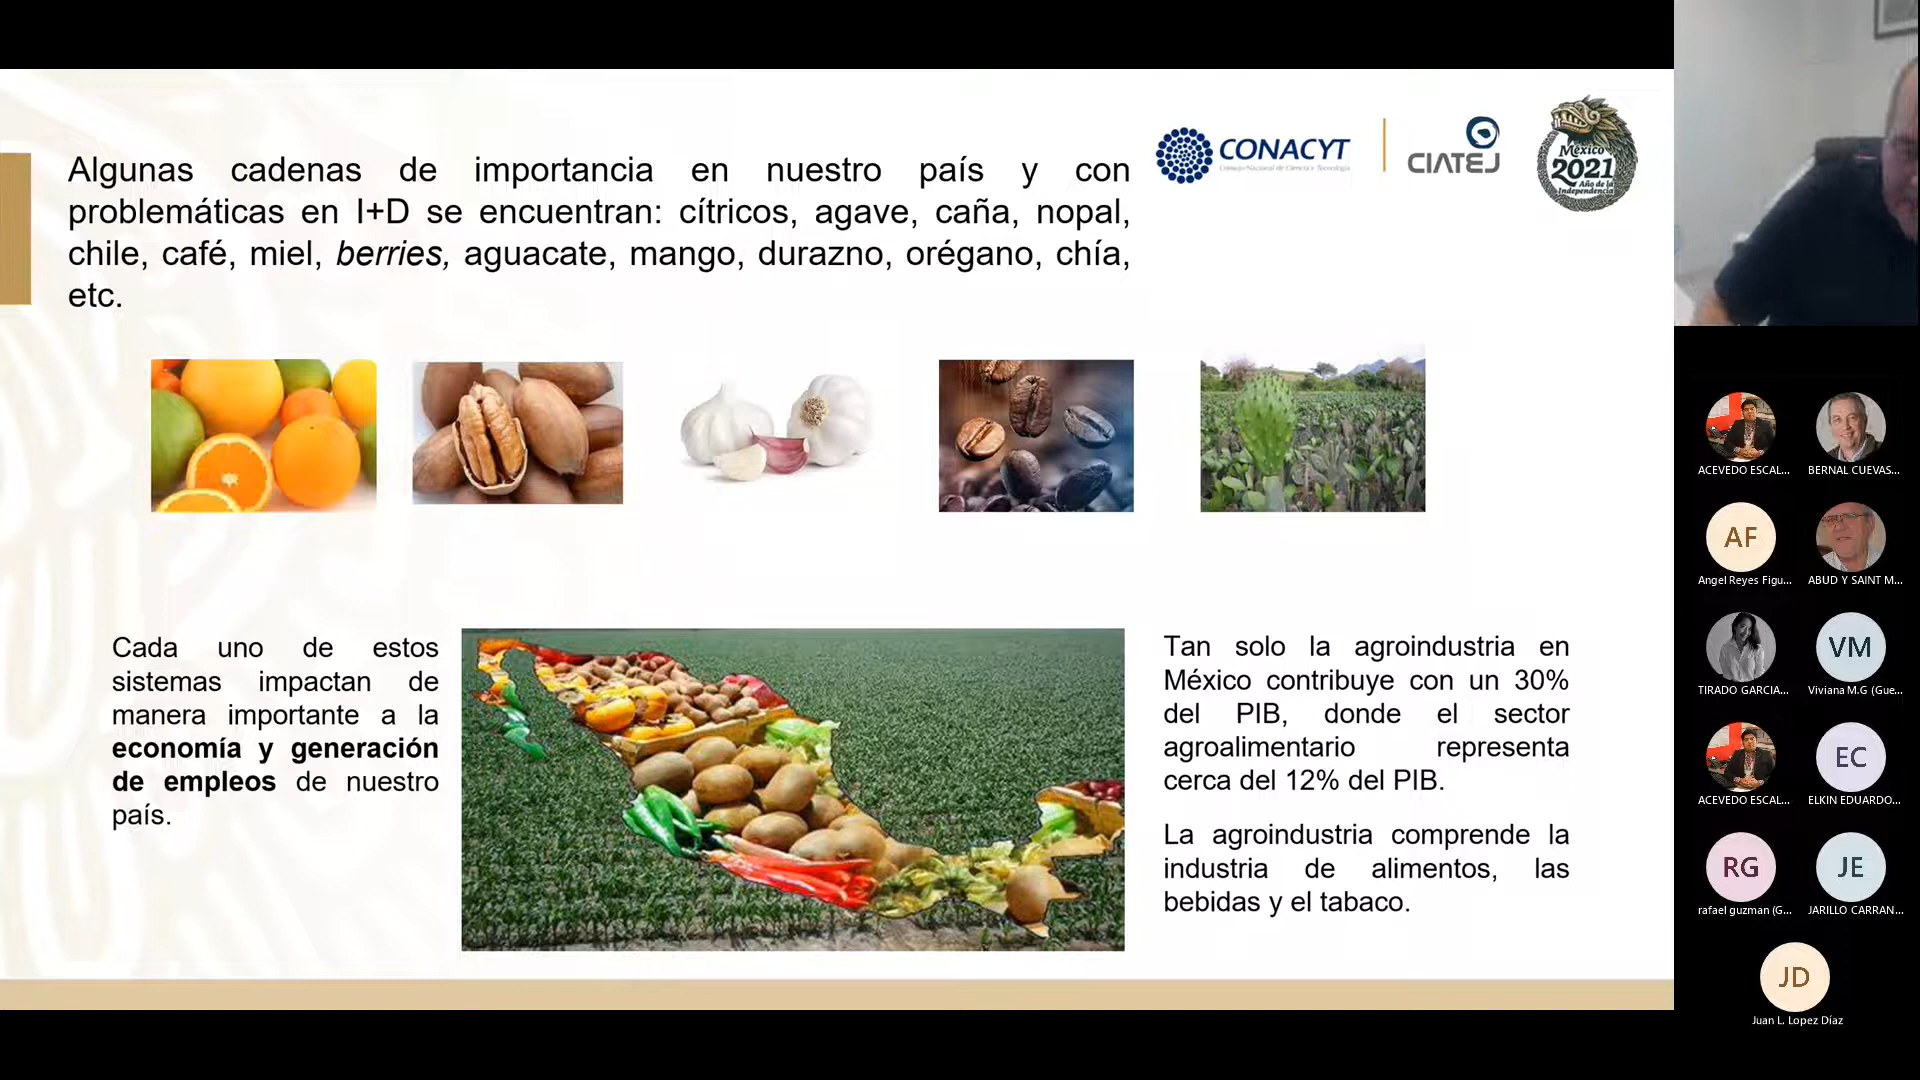 Algunas cadenas de importancia en nuestro país y con
problemáticas en I+D se encuentran: cítricos, agave, caña, nopal,
chile, café, miel, berries, aguacate, mango, durazno, orégano, chía,
etc.
CONACYT
Consejo Nacional de Ciencia y Tecnología
CIATEJ
México
2021
Año de la
Independencia
Cada uno de estos
sistemas impactan de
manera importante a la
economía y generación
de empleos de nuestro
país.
Tan solo la agroindustria en
México contribuye con un 30%
del PIB, donde el sector
agroalimentario representa
cerca del 12% del PIB.
La agroindustria comprende la
industria de alimentos, las
bebidas y el tabaco.
ACEVEDO ESCAL...
BERNAL CUEVAS...
AF
Angel Reyes Figu...
ABUD Y SAINT M...
TIRADO GARCIA...
VM
Viviana M.G (Gue...
ACEVEDO ESCAL...
EC
ELKIN EDUARDO...
RG
rafael guzman (G...
JE
JARILLO CARRAN...
JD
Juan L. Lopez Díaz